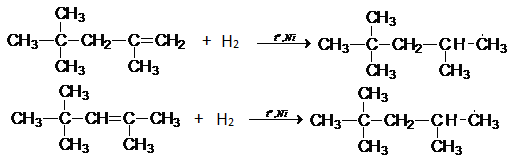 CH3 CH3
CH3—C—CH2—C=CH2 + H2 t°,Ni CH3—C—CH2—CH—CH3
CH3 CH3 CH3 CH3
CH3 CH3
CH3—C—CH=C—CH3 + H2 t°,Ni CH3—C—CH2—CH—CH3
CH3 CH3 CH3 CH3